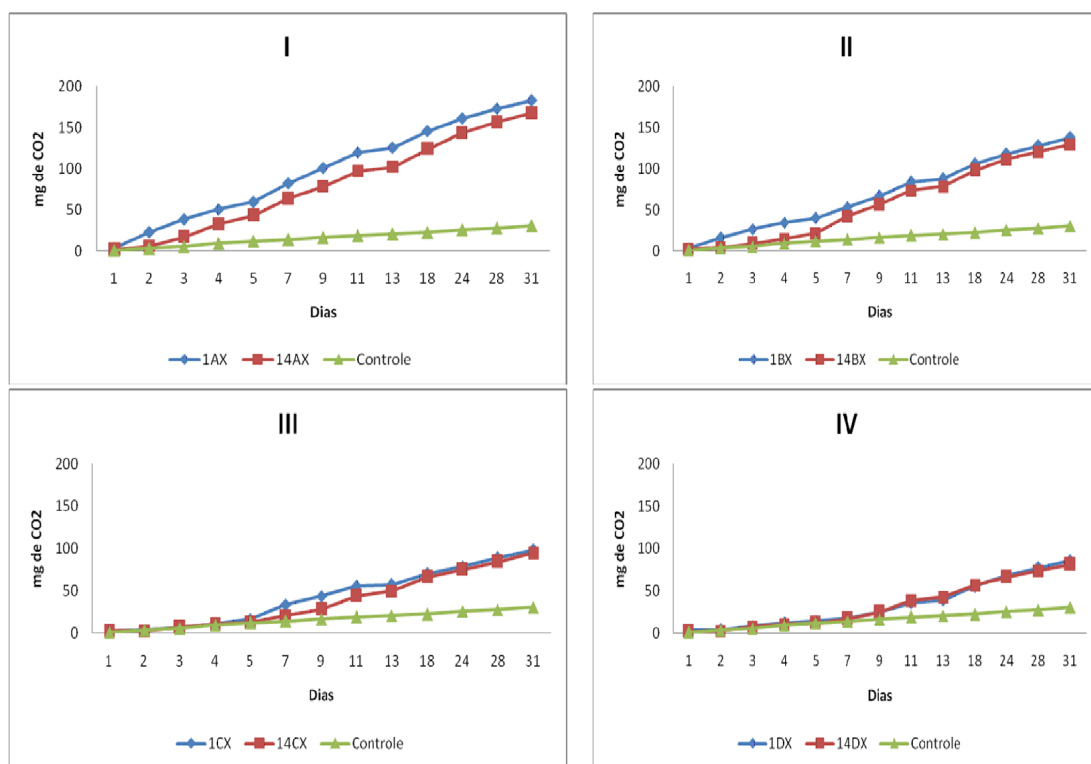 I
200
150
100
50
0
mg de CO2
1 2 3 4 5 7 9 11 13 18 24 28 31
Dias
1AX 14AX Controle
II
200
150
100
50
0
mg de CO2
1 2 3 4 5 7 9 11 13 18 24 28 31
Dias
1BX 14BX Controle
III
200
150
100
50
0
mg de CO2
1 2 3 4 5 7 9 11 13 18 24 28 31
Dias
1CX 14CX Controle
IV
200
150
100
50
0
mg de CO2
1 2 3 4 5 7 9 11 13 18 24 28 31
Dias
1DX 14DX Controle